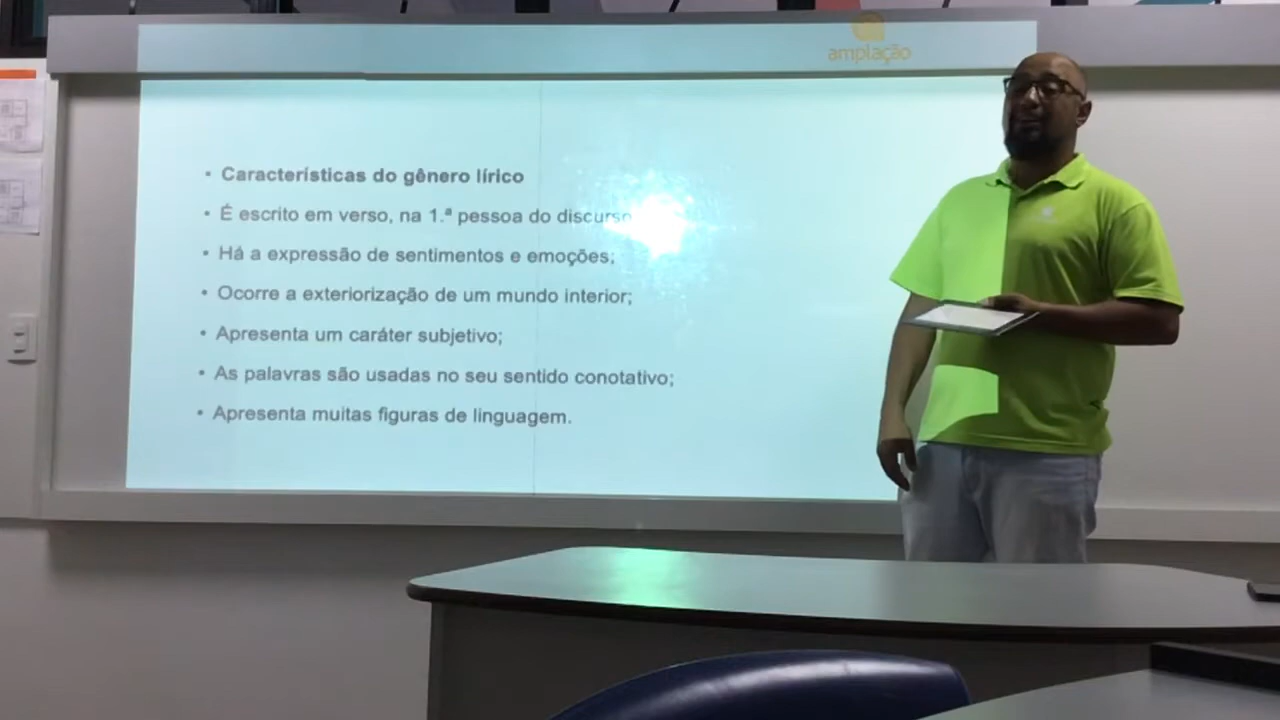 amplação
• Características do gênero lírico
• É escrito em verso, na 1.ª pessoa do discurso
• Há a expressão de sentimentos e emoções;
• Ocorre a exteriorização de um mundo interior;
• Apresenta um caráter subjetivo;
• As palavras são usadas no seu sentido conotativo;
• Apresenta muitas figuras de linguagem.